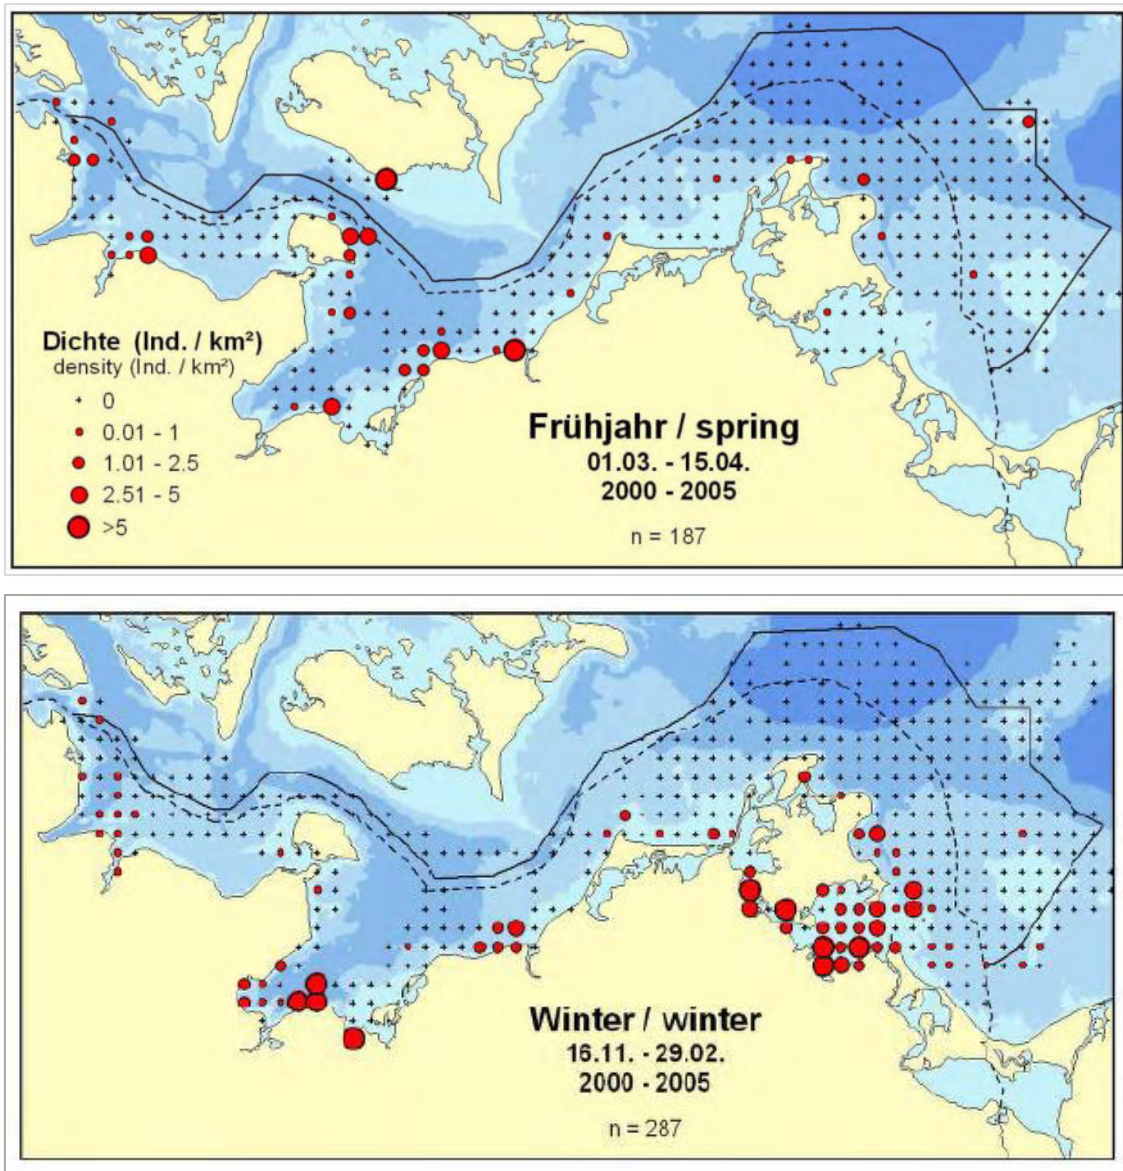 Dichte (Ind. / km²)
density (Ind. / km²)
0
0.01 - 1
1.01 - 2.5
2.51 - 5
>5
Frühjahr / spring
01.03. - 15.04.
2000 - 2005
n = 187
Winter / winter
16.11. - 29.02.
2000 - 2005
n = 287